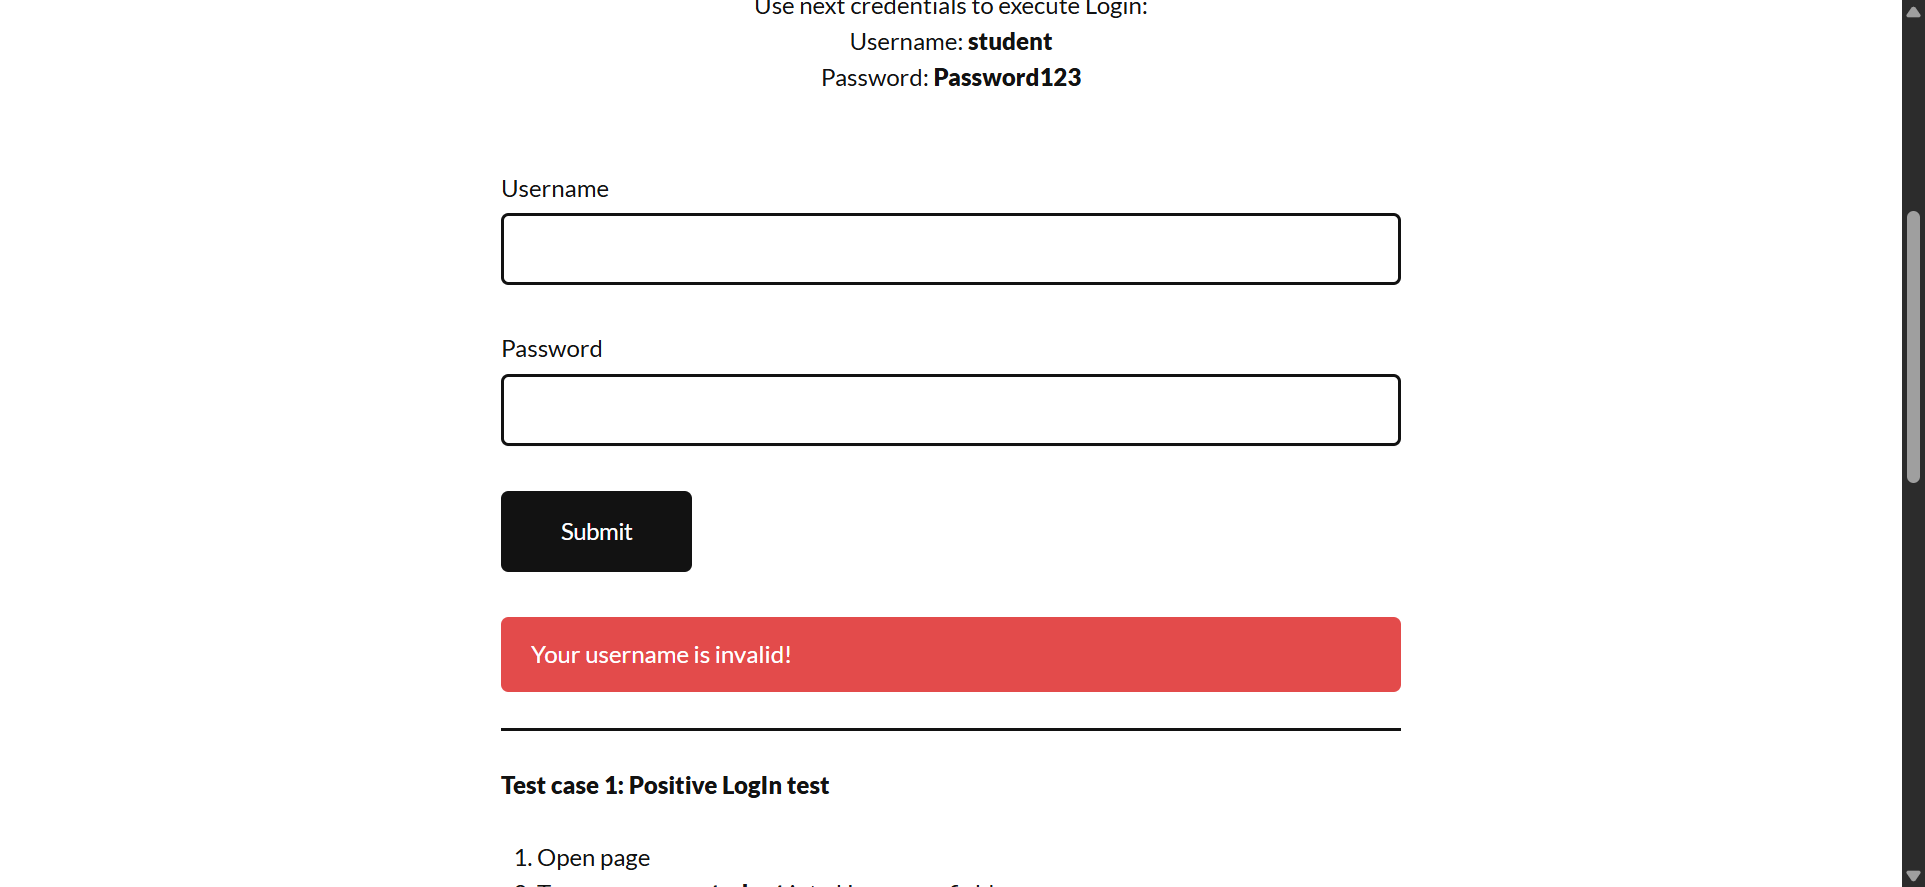 Use next credentials to execute Login:
Username: student
Password: Password123
Username
Password
Submit
Your username is invalid!
Test case 1: Positive LogIn test
1. Open page